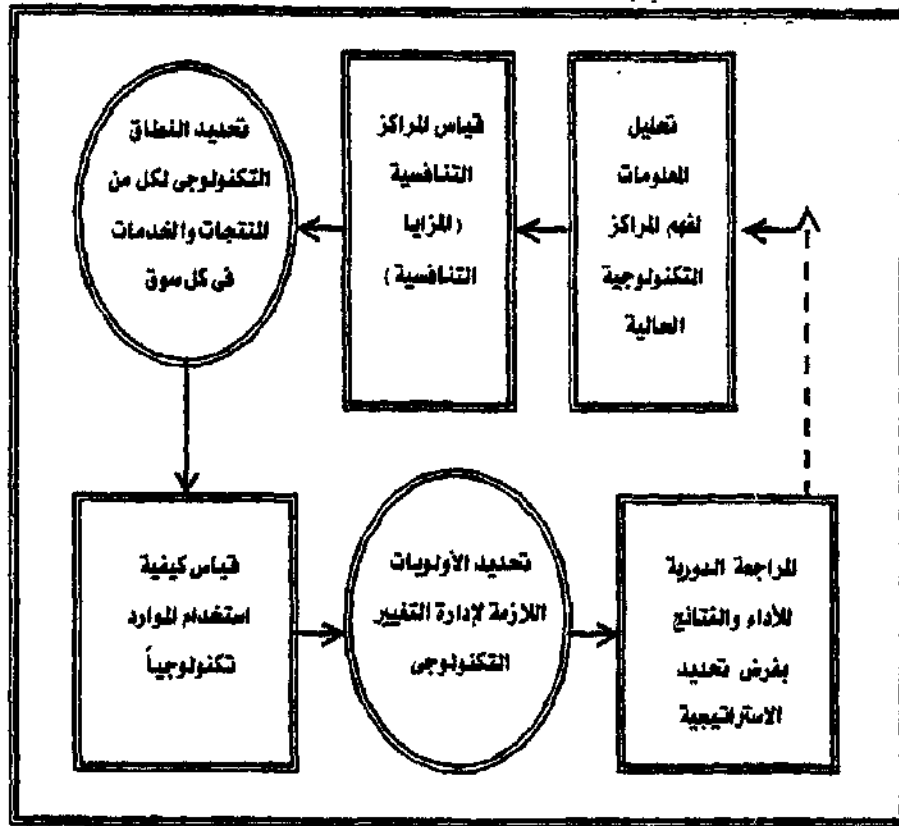 تحليل
المعلومات
لفهم المراكز
التكنولوجية
الحالية
قياس المراكز
التنافسية
(المزايا
التنافسية)
تحديد النطاق
التكنولوجى لكل من
المنتجات والخدمات
فى كل سوق
قياس كيفية
استخدام الموارد
تكنولوجياً
تحديد الأولويات
اللازمة لإدارة التغيير
التكنولوجى
المراجعة الدورية
للأداء والنتائج
بغرض تحديد
الاستراتيجية